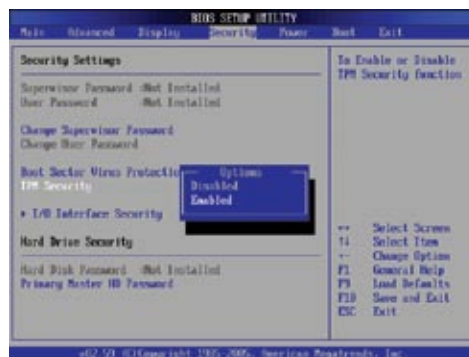 BIOS SETUP UTILITY
Main Advanced Display Security Power Boot Exit
Security Settings
Supervisor Password :Not Installed
User Password :Not Installed
Change Supervisor Password
Change User Password
Boot Sector Virus Protection
TPM Security
I/O Interface Security
Hard Drive Security
Hard Disk Password :Not Installed
Primary Master HD Password
Options
Disabled
Enabled
To Enable or Disable
TPM Security function
Select Screen
↑↓ Select Item
Change Option
F1 General Help
F9 Load Defaults
F10 Save and Exit
ESC Exit
v02.59 (C)Copyright 1985-2005, American Megatrends, Inc.